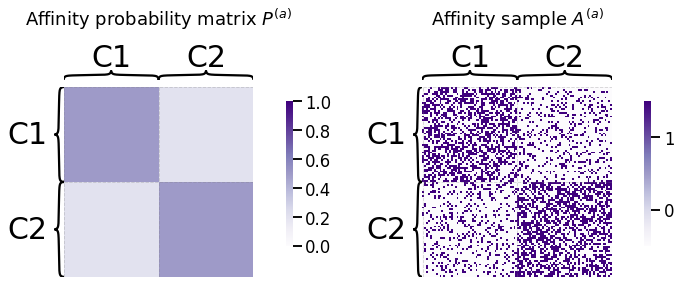 Affinity probability matrix P^(a)
C1 C2
C1
C2
1.0
0.8
0.6
0.4
0.2
0.0
Affinity sample A^(a)
C1 C2
C1
C2
1
0